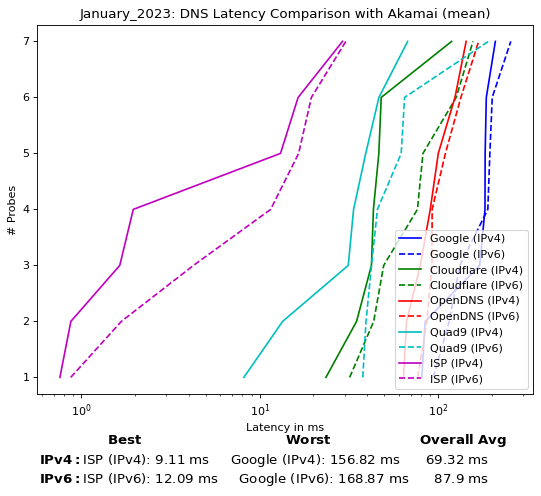 January_2023: DNS Latency Comparison with Akamai (mean)
7
6
5
4
3
2
1
# Probes
Google (IPv4)
Google (IPv6)
Cloudflare (IPv4)
Cloudflare (IPv6)
OpenDNS (IPv4)
OpenDNS (IPv6)
Quad9 (IPv4)
Quad9 (IPv6)
ISP (IPv4)
ISP (IPv6)
10⁰ 10¹ 10²
Latency in ms
Best Worst Overall Avg
IPv4: ISP (IPv4): 9.11 ms Google (IPv4): 156.82 ms 69.32 ms
IPv6: ISP (IPv6): 12.09 ms Google (IPv6): 168.87 ms 87.9 ms